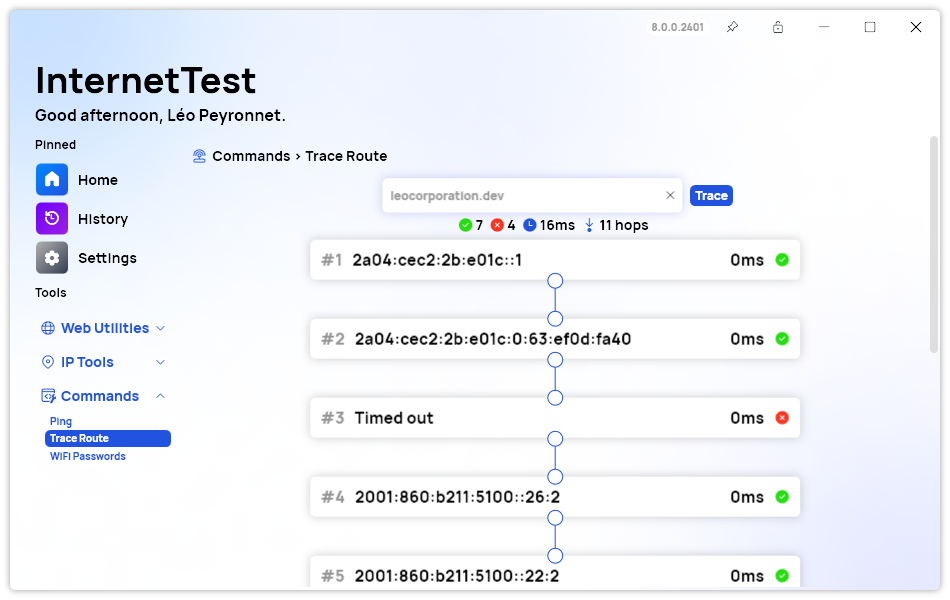 8.0.0.2401
InternetTest
Good afternoon, Léo Peyronnet.
Pinned
Home
History
Settings
Tools
Web Utilities
IP Tools
Commands
Ping
Trace Route
WiFi Passwords
Commands › Trace Route
leocorporation.dev
Trace
7 4 16ms 11 hops
#1 2a04:cec2:2b:e01c::1 0ms
#2 2a04:cec2:2b:e01c:0:63:ef0d:fa40 0ms
#3 Timed out 0ms
#4 2001:860:b211:5100::26:2 0ms
#5 2001:860:b211:5100::22:2 0ms